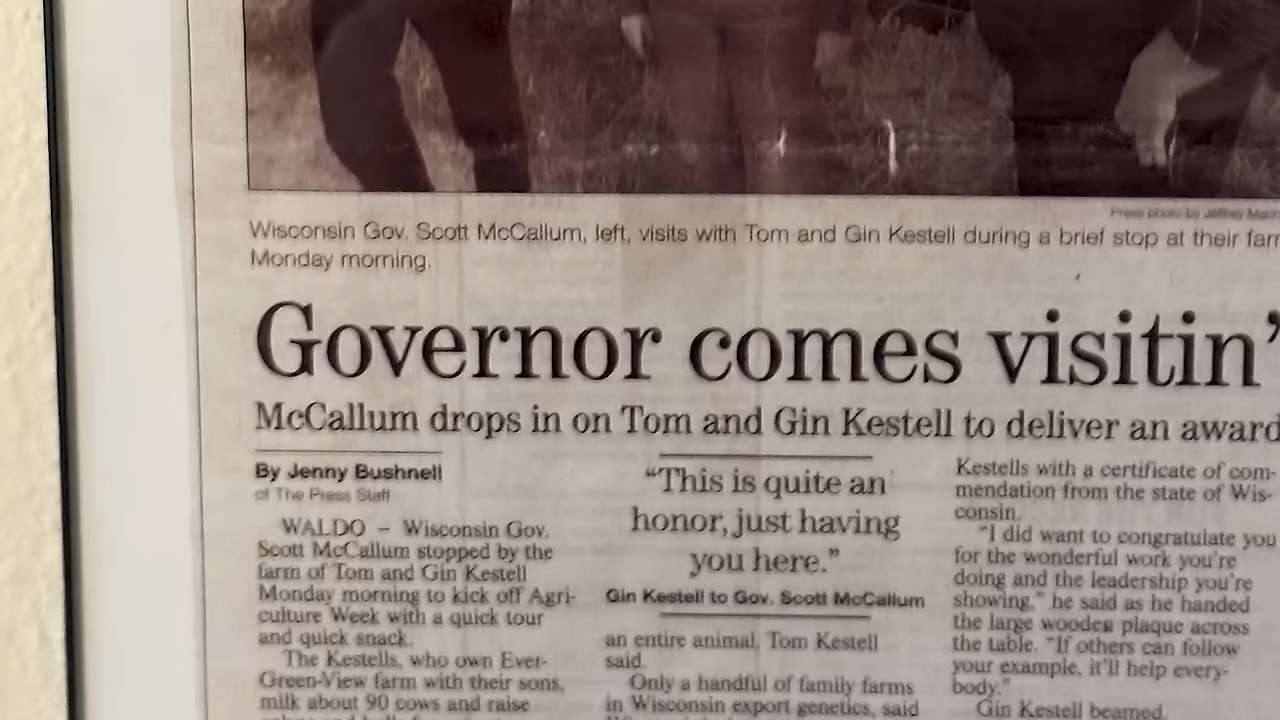 Press photo by Jeffrey
Wisconsin Gov. Scott McCallum, left, visits with Tom and Gin Kestell during a brief stop at their
Monday morning.
Governor comes visitin'
McCallum drops in on Tom and Gin Kestell to deliver an award
By Jenny Bushnell
of The Press Staff
WALDO – Wisconsin Gov.
Scott McCallum stopped by the
farm of Tom and Gin Kestell
Monday morning to kick off Agri-
culture Week with a quick tour
and quick snack.
The Kestells, who own Ever-
Green-View farm with their sons,
milk about 90 cows and raise
“This is quite an
honor, just having
you here.”
Gin Kestell to Gov. Scott McCallum
an entire animal, Tom Kestell
said.
Only a handful of family farms
in Wisconsin export genetics, said
Kestells with a certificate of com-
mendation from the state of Wis-
consin.
“I did want to congratulate you
for the wonderful work you're
doing and the leadership you're
showing,” he said as he handed
the large wooden plaque across
the table. “If others can follow
your example, it'll help every-
body.”
Gin Kestell beamed.